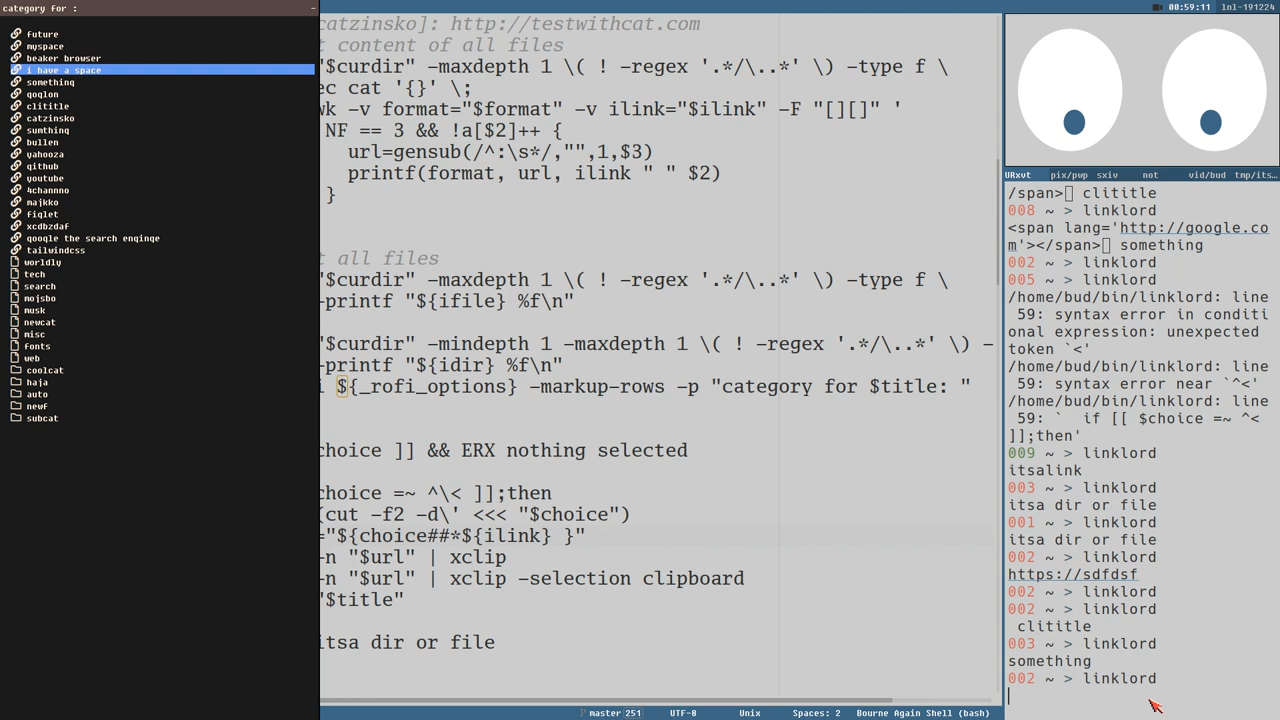 category for :
future
myspace
beaker browser
i have a space
something
qoqlon
clititle
catzinsko
sumthing
bullen
yahooza
github
youtube
4channno
majkko
figlet
xcdbzdaf
google the search enginge
tailwindcss
worldly
tech
search
mojsbo
musk
newcat
misc
fonts
web
coolcat
haja
auto
newf
subcat
catzinsko]: http://testwithcat.com
t content of all files
"$curdir" -maxdepth 1 \( ! -regex '.*/\..*' \) -type f \
ec cat '{}' \;
wk -v format="$format" -v ilink="$ilink" -F "[][]" '
NF == 3 && !a[$2]++ {
url=gensub(/^:\s*/,"",1,$3)
printf(format, url, ilink " " $2)
}
t all files
"$curdir" -maxdepth 1 \( ! -regex '.*/\..*' \) -type f \
-printf "${ifile} %f\n"
"$curdir" -mindepth 1 -maxdepth 1 \( ! -regex '.*/\..*' \) -
-printf "${idir} %f\n"
i ${_rofi_options} -markup-rows -p "category for $title: "
choice ]] && ERX nothing selected
choice =~ ^\< ]];then
(cut -f2 -d\' <<< "$choice")
="${choice##*${ilink} }"
-n "$url" | xclip
-n "$url" | xclip -selection clipboard
"$title"
itsa dir or file
master 251 UTF-8 Unix Spaces: 2 Bourne Again Shell (bash)
00:59:11 lnl-191224
URxvt pix/pwp sxiv not vid/bud tmp/its…
/span> clititle
008 ~ > linklord
<span lang='http://google.co
m'></span> something
002 ~ > linklord
005 ~ > linklord
/home/bud/bin/linklord: line
59: syntax error in conditi
onal expression: unexpected
token `<'
/home/bud/bin/linklord: line
59: syntax error near `^<'
/home/bud/bin/linklord: line
59: `  if [[ $choice =~ ^<
]];then'
009 ~ > linklord
itsalink
003 ~ > linklord
itsa dir or file
001 ~ > linklord
itsa dir or file
002 ~ > linklord
https://sdfdsf
002 ~ > linklord
002 ~ > linklord
clititle
003 ~ > linklord
something
002 ~ > linklord